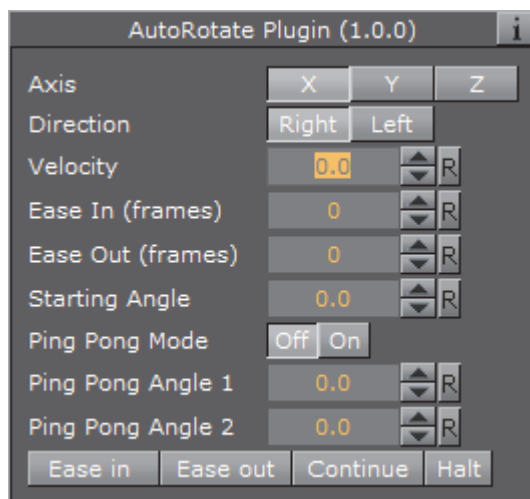 AutoRotate Plugin (1.0.0) i
Axis X Y Z
Direction Right Left
Velocity 0.0 R
Ease In (frames) 0 R
Ease Out (frames) 0 R
Starting Angle 0.0 R
Ping Pong Mode Off On
Ping Pong Angle 1 0.0 R
Ping Pong Angle 2 0.0 R
Ease in Ease out Continue Halt